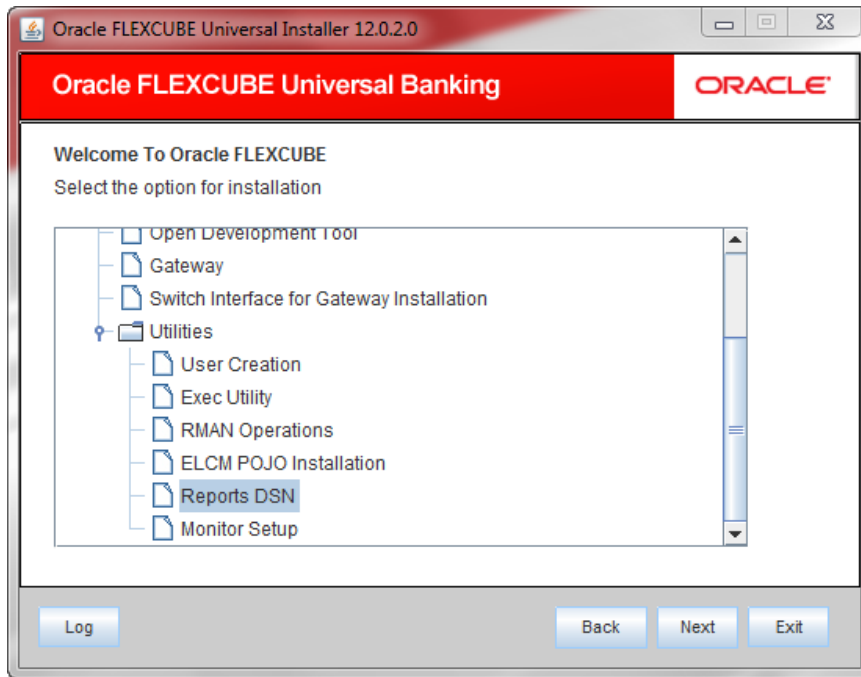 Oracle FLEXCUBE Universal Installer 12.0.2.0
Oracle FLEXCUBE Universal Banking
ORACLE
Welcome To Oracle FLEXCUBE
Select the option for installation
Open Development Tool
Gateway
Switch Interface for Gateway Installation
Utilities
User Creation
Exec Utility
RMAN Operations
ELCM POJO Installation
Reports DSN
Monitor Setup
Log
Back
Next
Exit